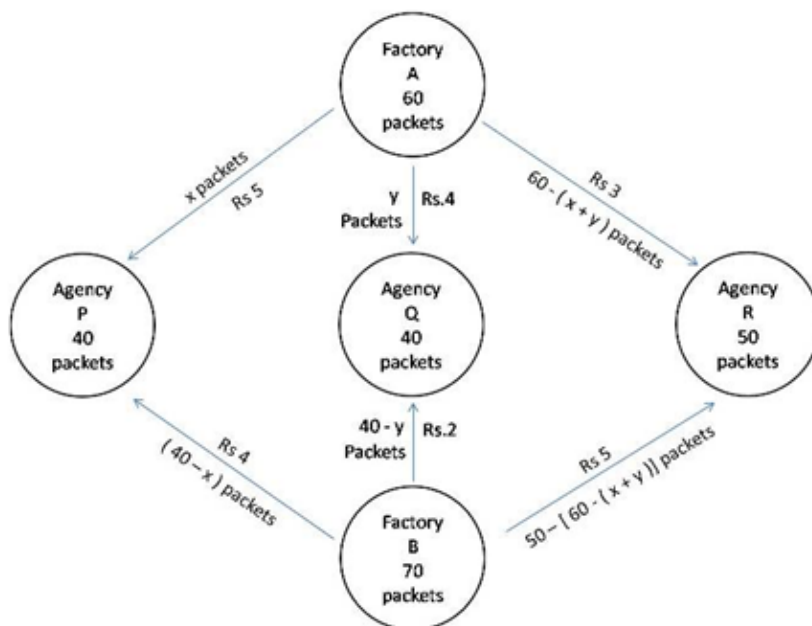 Factory
A
60
packets
x packets
Rs 5
y
Packets
Rs.4
Rs 3
60 - ( x + y ) packets
Agency
P
40
packets
Agency
Q
40
packets
Agency
R
50
packets
Rs 4
( 40 – x ) packets
40 - y
Packets
Rs.2
Rs 5
50 – [ 60 - ( x + y )] packets
Factory
B
70
packets